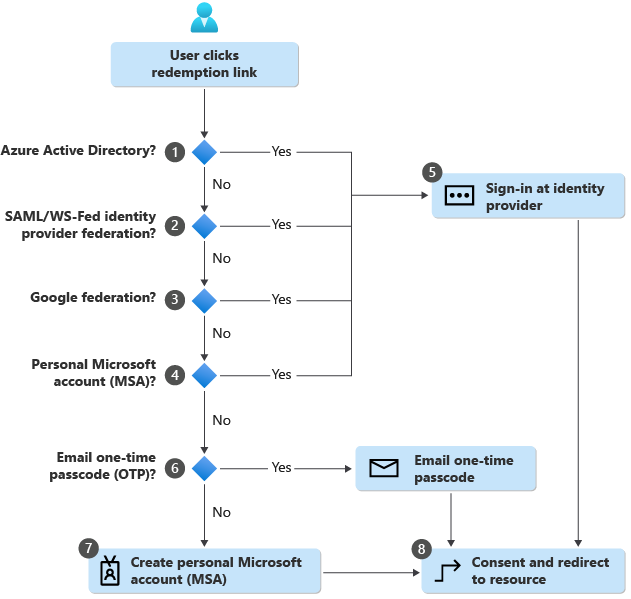 User clicks
redemption link
Azure Active Directory?
1
Yes
No
5
Sign-in at identity
provider
SAML/WS-Fed identity
provider federation?
2
Yes
No
Google federation?
3
Yes
No
Personal Microsoft
account (MSA)?
4
Yes
No
Email one-time
passcode (OTP)?
6
Yes
Email one-time
passcode
No
7
Create personal Microsoft
account (MSA)
8
Consent and redirect
to resource